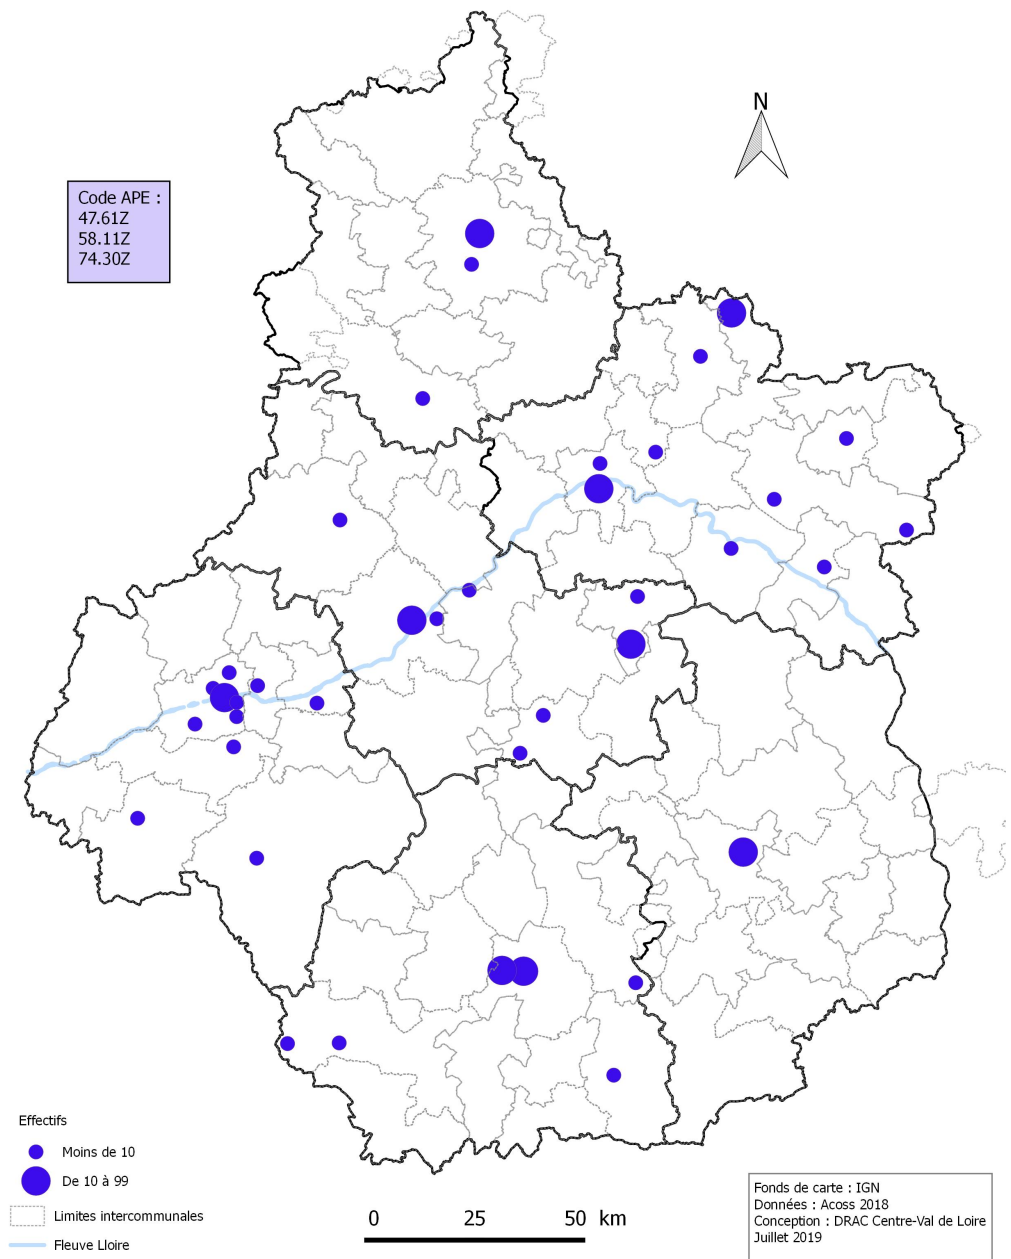 N
Code APE :
47.61Z
58.11Z
74.30Z
Effectifs
Moins de 10
De 10 à 99
Limites intercommunales
Fleuve Lloire
0 25 50 km
Fonds de carte : IGN
Données : Acoss 2018
Conception : DRAC Centre-Val de Loire
Juillet 2019